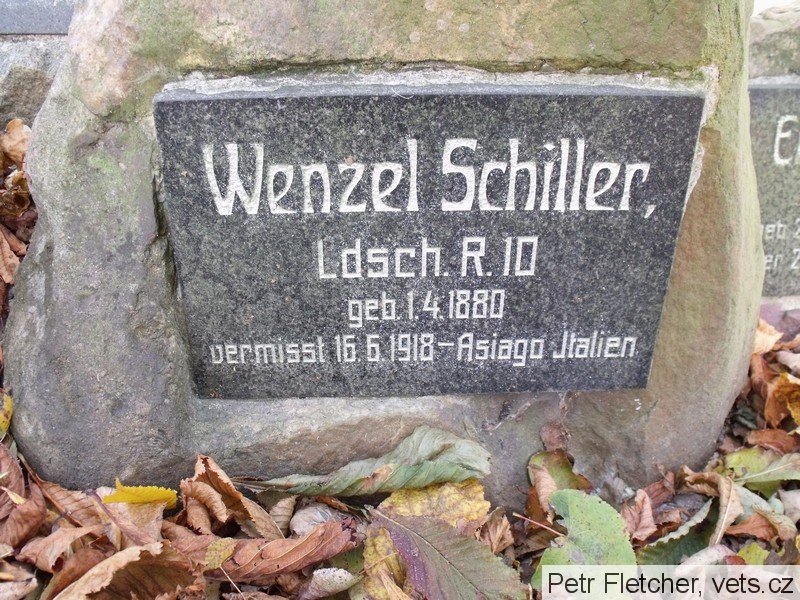 Wenzel Schiller,
Ldsch. R. 10
geb. 1.4.1880
vermisst 16.6.1918 – Asiago Jtalien
Petr Fletcher, vets.cz